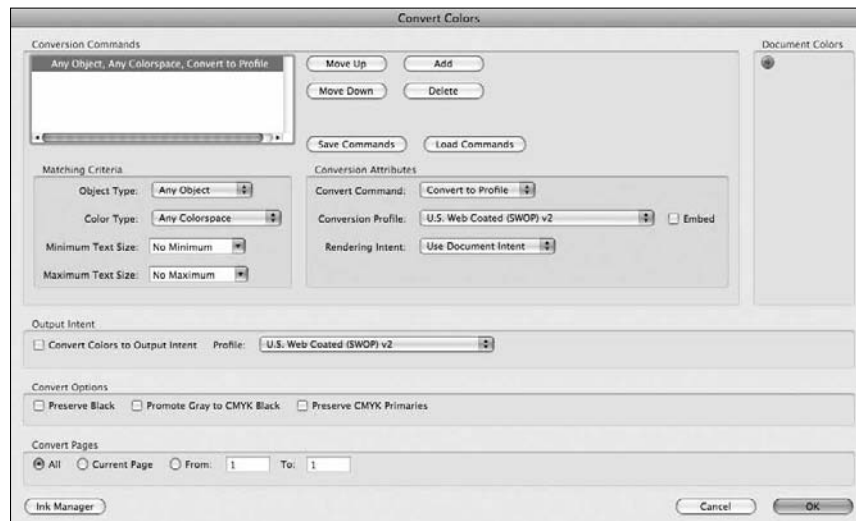 Convert Colors
Conversion Commands
Document Colors
Any Object, Any Colorspace, Convert to Profile
Move Up
Add
Move Down
Delete
Save Commands
Load Commands
Matching Criteria
Object Type: Any Object
Color Type: Any Colorspace
Minimum Text Size: No Minimum
Maximum Text Size: No Maximum
Conversion Attributes
Convert Command: Convert to Profile
Conversion Profile: U.S. Web Coated (SWOP) v2 Embed
Rendering Intent: Use Document Intent
Output Intent
Convert Colors to Output Intent Profile: U.S. Web Coated (SWOP) v2
Convert Options
Preserve Black Promote Gray to CMYK Black Preserve CMYK Primaries
Convert Pages
All Current Page From: 1 To: 1
Ink Manager
Cancel
OK